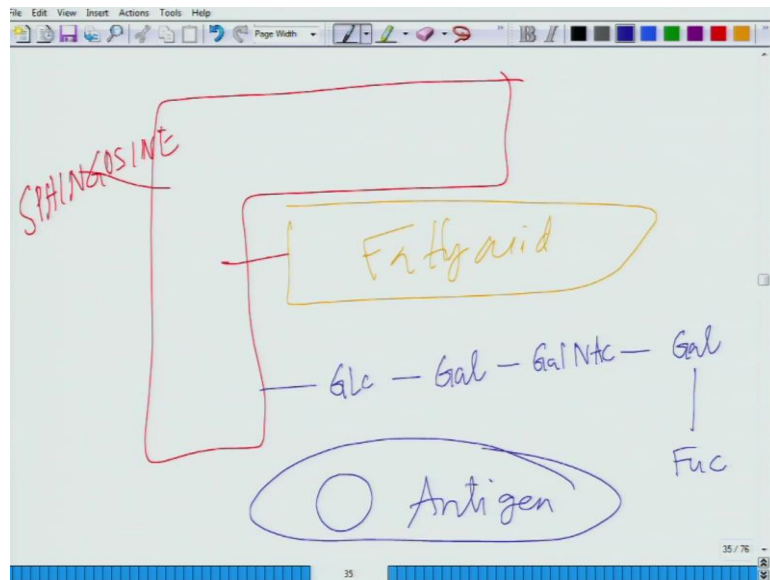 File Edit View Insert Actions Tools Help
Page Width
B I
SPHINGOSINE
Fatty acid
Glc — Gal — GalNAc — Gal
Fuc
O Antigen
35 / 76
35